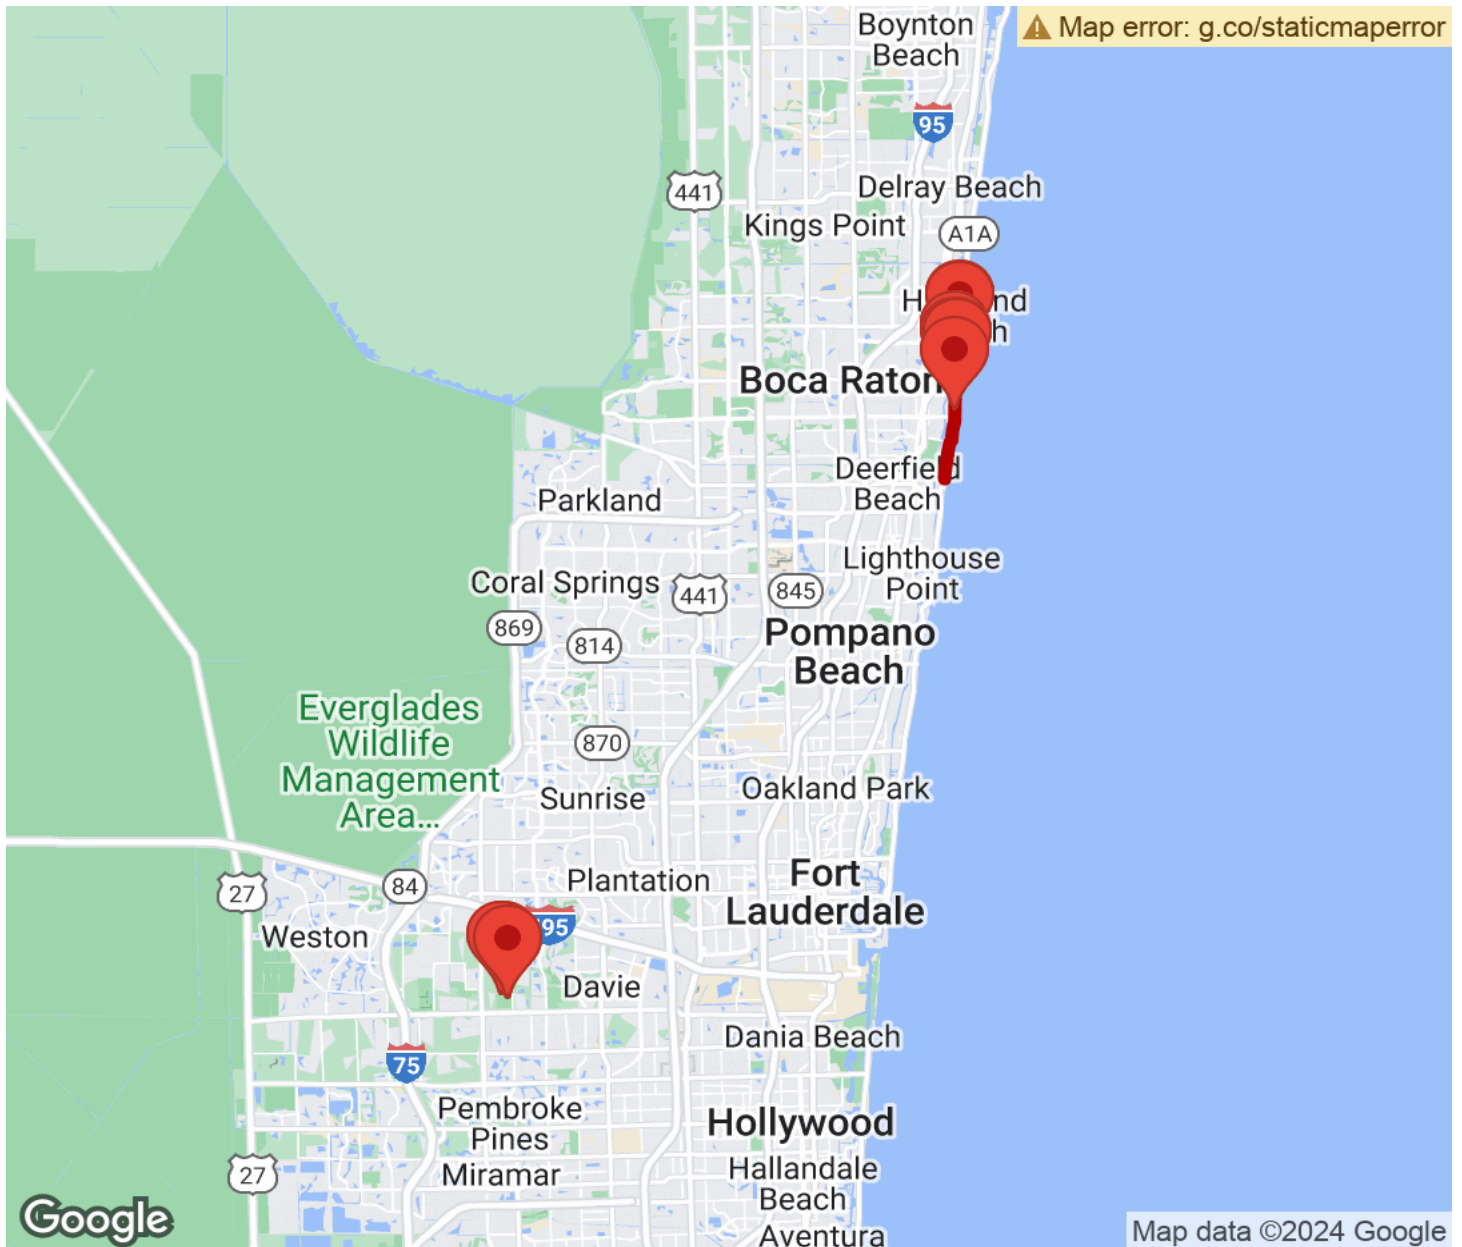 Boynton
Beach
Map error: g.co/staticmaperror
95
441
Delray Beach
Kings Point
A1A
Boca Raton
Deerfield
Beach
Parkland
Lighthouse
Point
Coral Springs
441
845
869
814
Pompano
Beach
Everglades
Wildlife
Management
Area...
870
Sunrise
Oakland Park
84
27
Plantation
Fort
Lauderdale
Weston
95
Davie
Dania Beach
75
Pembroke
Pines
Hollywood
27
Miramar
Hallandale
Beach
Aventura
Google
Map data ©2024 Google